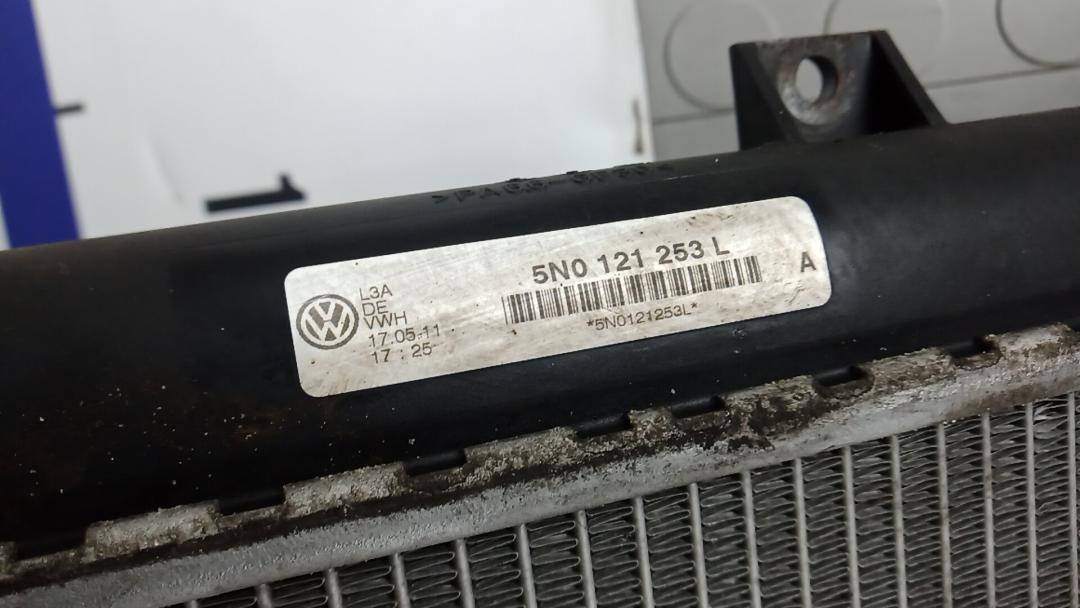 5N0 121 253 L
A
*5N0121253L*
L3A
DE
VWH
17.05.11
17 : 25